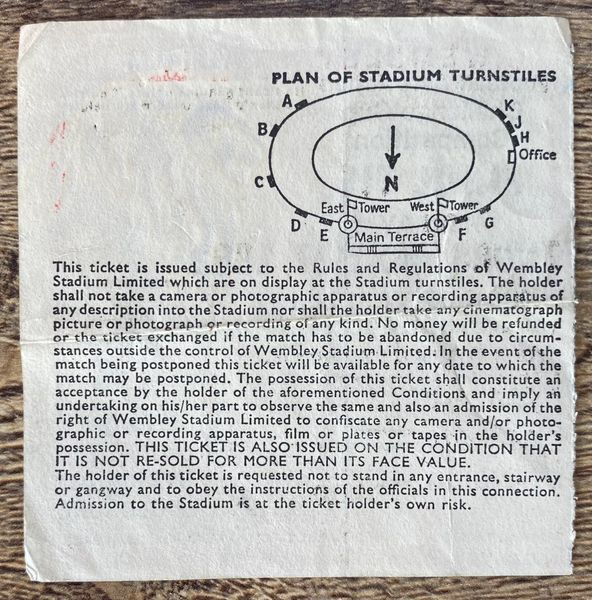 PLAN OF STADIUM TURNSTILES
A
K
J
B
H
Office
C
N
East Tower
West Tower
D
E
F
G
Main Terrace
This ticket is issued subject to the Rules and Regulations of Wembley
Stadium Limited which are on display at the Stadium turnstiles. The holder
shall not take a camera or photographic apparatus or recording apparatus of
any description into the Stadium nor shall the holder take any cinematograph
picture or photograph or recording of any kind. No money will be refunded
or the ticket exchanged if the match has to be abandoned due to circum-
stances outside the control of Wembley Stadium Limited. In the event of the
match being postponed this ticket will be available for any date to which the
match may be postponed. The possession of this ticket shall constitute an
acceptance by the holder of the aforementioned Conditions and imply an
undertaking on his/her part to observe the same and also an admission of the
right of Wembley Stadium Limited to confiscate any camera and/or photo-
graphic or recording apparatus, film or plates or tapes in the holder's
possession. THIS TICKET IS ALSO ISSUED ON THE CONDITION THAT
IT IS NOT RE-SOLD FOR MORE THAN ITS FACE VALUE.
The holder of this ticket is requested not to stand in any entrance, stairway
or gangway and to obey the instructions of the officials in this connection.
Admission to the Stadium is at the ticket holder's own risk.